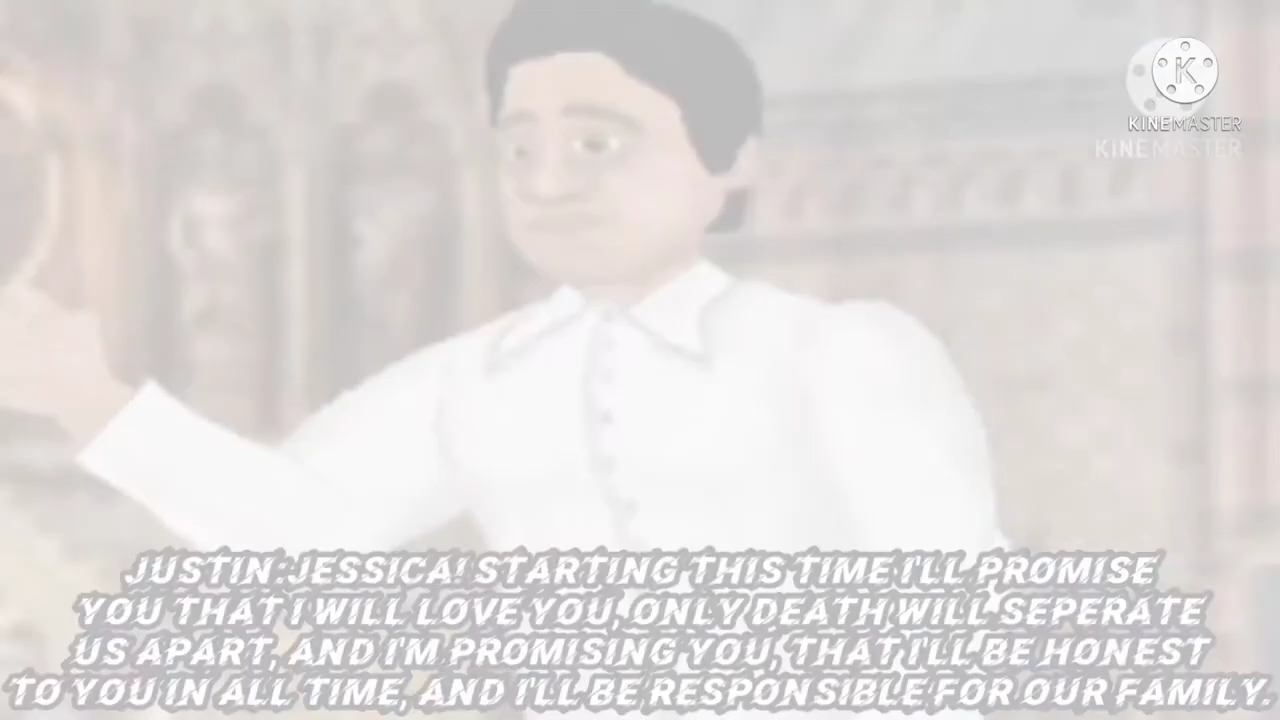 KINEMASTER
KINEMASTER
JUSTIN:JESSICA! STARTING THIS TIME I'LL PROMISE
YOU THAT I WILL LOVE YOU, ONLY DEATH WILL SEPERATE
US APART, AND I'M PROMISING YOU, THAT I'LL BE HONEST
TO YOU IN ALL TIME, AND I'LL BE RESPONSIBLE FOR OUR FAMILY.